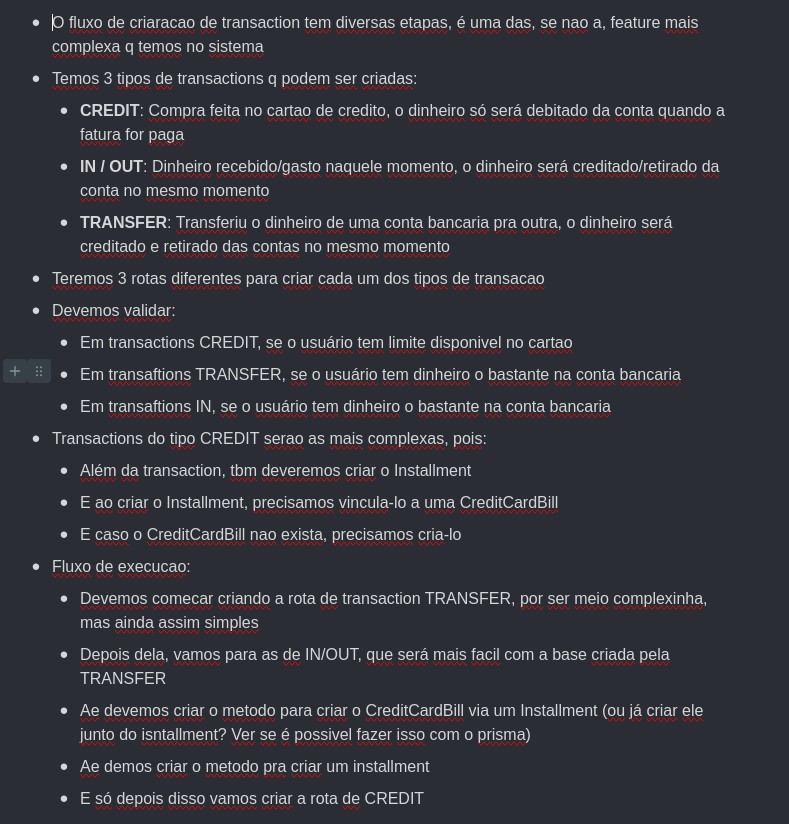 O fluxo de criaracao de transaction tem diversas etapas, é uma das, se nao a, feature mais
complexa q temos no sistema
Temos 3 tipos de transactions q podem ser criadas:
CREDIT: Compra feita no cartao de credito, o dinheiro só será debitado da conta quando a
fatura for paga
IN / OUT: Dinheiro recebido/gasto naquele momento, o dinheiro será creditado/retirado da
conta no mesmo momento
TRANSFER: Transferiu o dinheiro de uma conta bancaria pra outra, o dinheiro será
creditado e retirado das contas no mesmo momento
Teremos 3 rotas diferentes para criar cada um dos tipos de transacao
Devemos validar:
Em transactions CREDIT, se o usuário tem limite disponivel no cartao
Em transaftions TRANSFER, se o usuário tem dinheiro o bastante na conta bancaria
Em transaftions IN, se o usuário tem dinheiro o bastante na conta bancaria
Transactions do tipo CREDIT serao as mais complexas, pois:
Além da transaction, tbm deveremos criar o Installment
E ao criar o Installment, precisamos vincula-lo a uma CreditCardBill
E caso o CreditCardBill nao exista, precisamos cria-lo
Fluxo de execucao:
Devemos comecar criando a rota de transaction TRANSFER, por ser meio complexinha,
mas ainda assim simples
Depois dela, vamos para as de IN/OUT, que será mais facil com a base criada pela
TRANSFER
Ae devemos criar o metodo para criar o CreditCardBill via um Installment (ou já criar ele
junto do isntallment? Ver se é possivel fazer isso com o prisma)
Ae demos criar o metodo pra criar um installment
E só depois disso vamos criar a rota de CREDIT